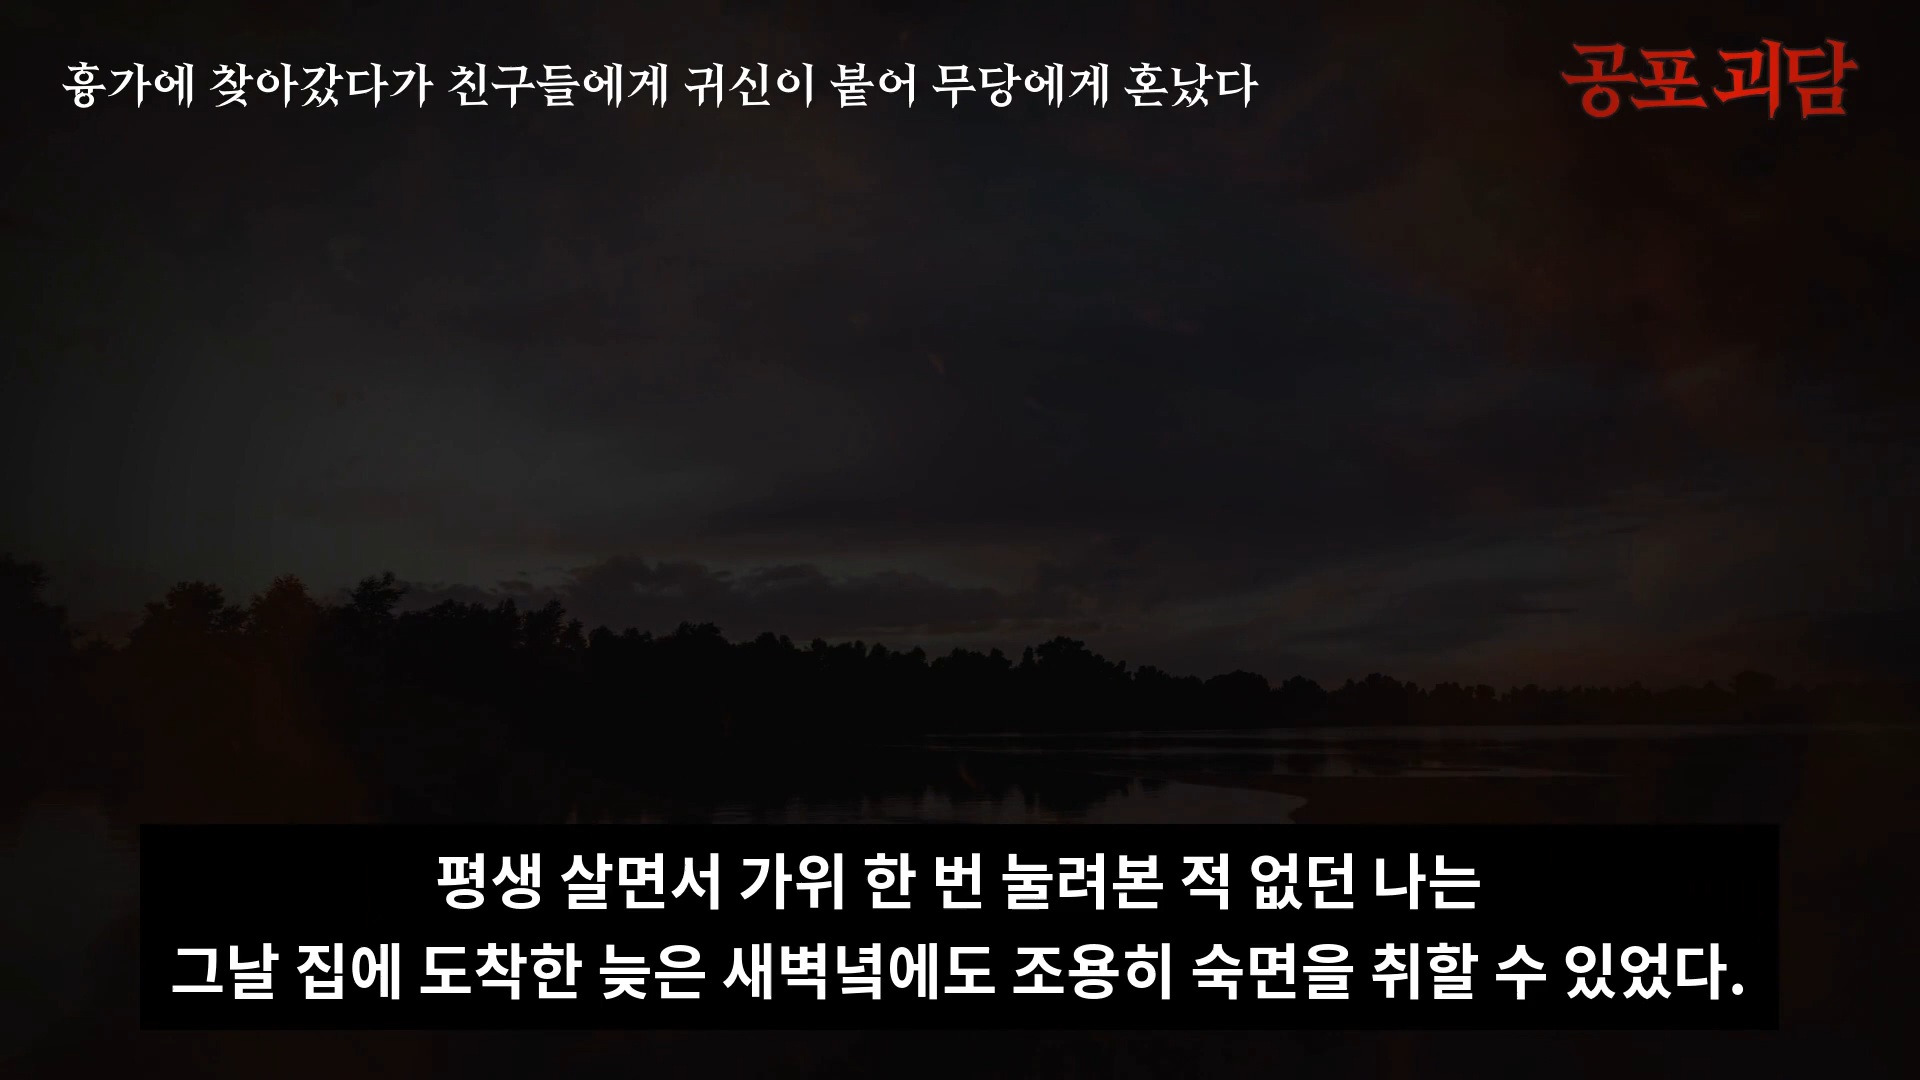 흉가에 찾아갔다가 친구들에게 귀신이 붙어 무당에게 혼났다
공포 괴담
평생 살면서 가위 한 번 눌려본 적 없던 나는
그날 집에 도착한 늦은 새벽녘에도 조용히 숙면을 취할 수 있었다.